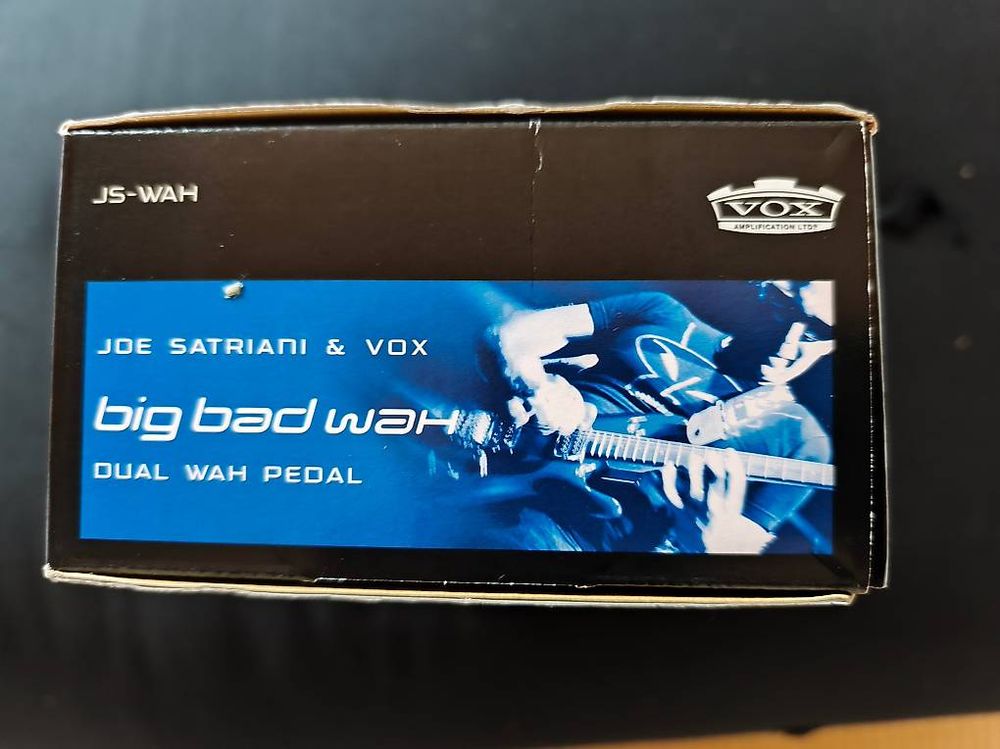 JS-WAH
VOX
AMPLIFICATION LTD®
JOE SATRIANI & VOX
big bad waH
DUAL WAH PEDAL